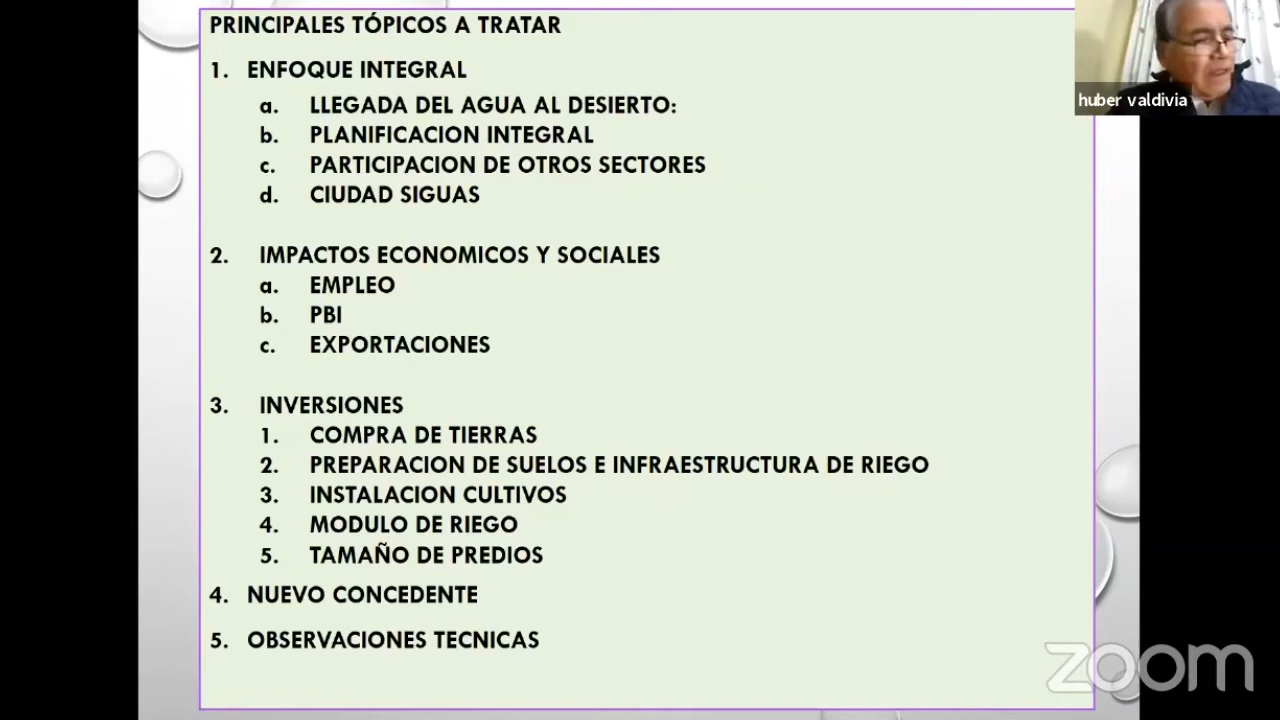 PRINCIPALES TÓPICOS A TRATAR
1. ENFOQUE INTEGRAL
a. LLEGADA DEL AGUA AL DESIERTO:
b. PLANIFICACION INTEGRAL
c. PARTICIPACION DE OTROS SECTORES
d. CIUDAD SIGUAS
2. IMPACTOS ECONOMICOS Y SOCIALES
a. EMPLEO
b. PBI
c. EXPORTACIONES
3. INVERSIONES
1. COMPRA DE TIERRAS
2. PREPARACION DE SUELOS E INFRAESTRUCTURA DE RIEGO
3. INSTALACION CULTIVOS
4. MODULO DE RIEGO
5. TAMAÑO DE PREDIOS
4. NUEVO CONCEDENTE
5. OBSERVACIONES TECNICAS
huber valdivia
zoom